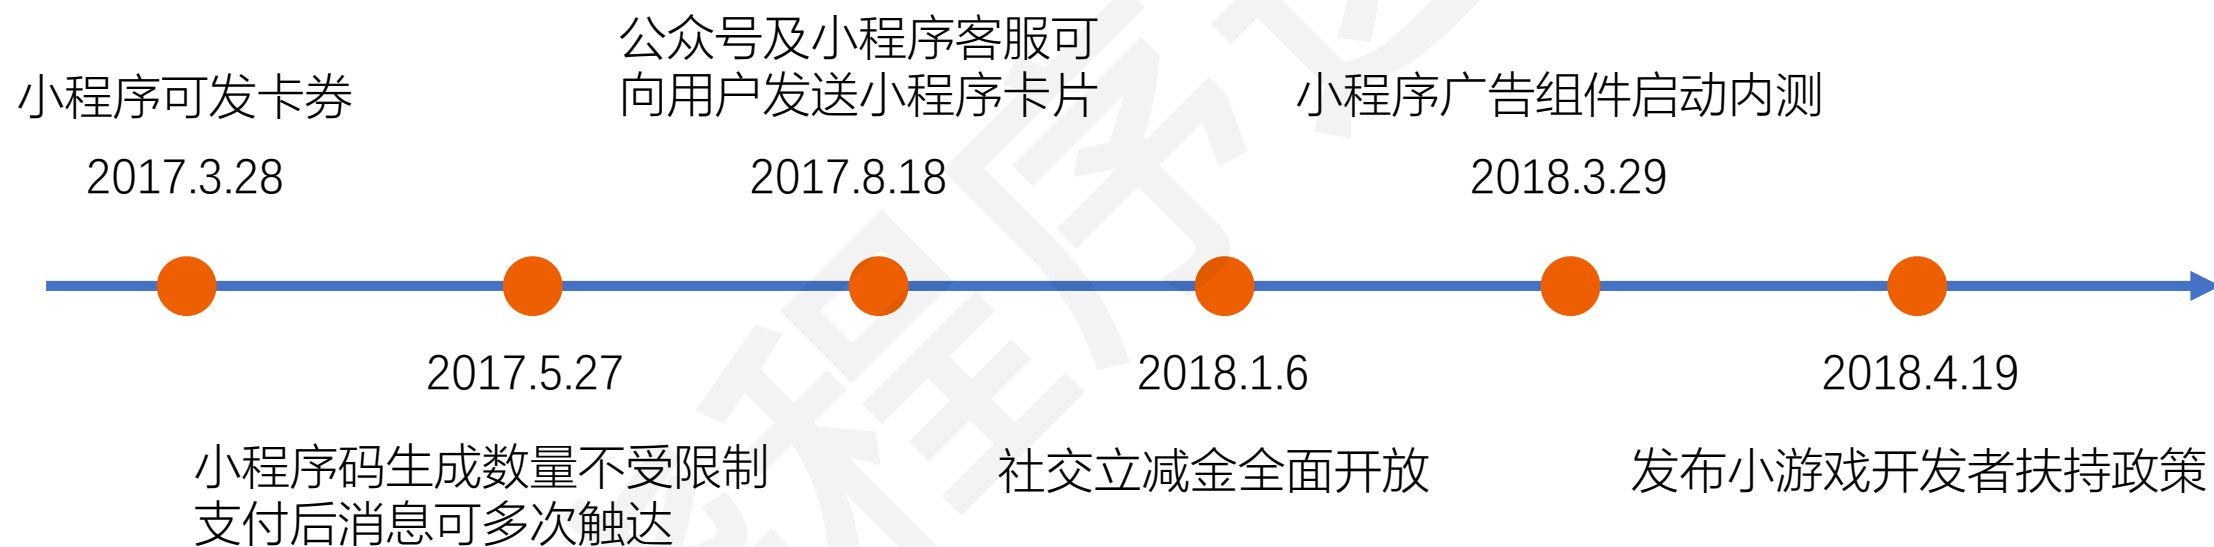 小程序可发卡券
2017.3.28
2017.5.27
小程序码生成数量不受限制
支付后消息可多次触达
公众号及小程序客服可
向用户发送小程序卡片
2017.8.18
2018.1.6
社交立减金全面开放
小程序广告组件启动内测
2018.3.29
2018.4.19
发布小游戏开发者扶持政策
程序